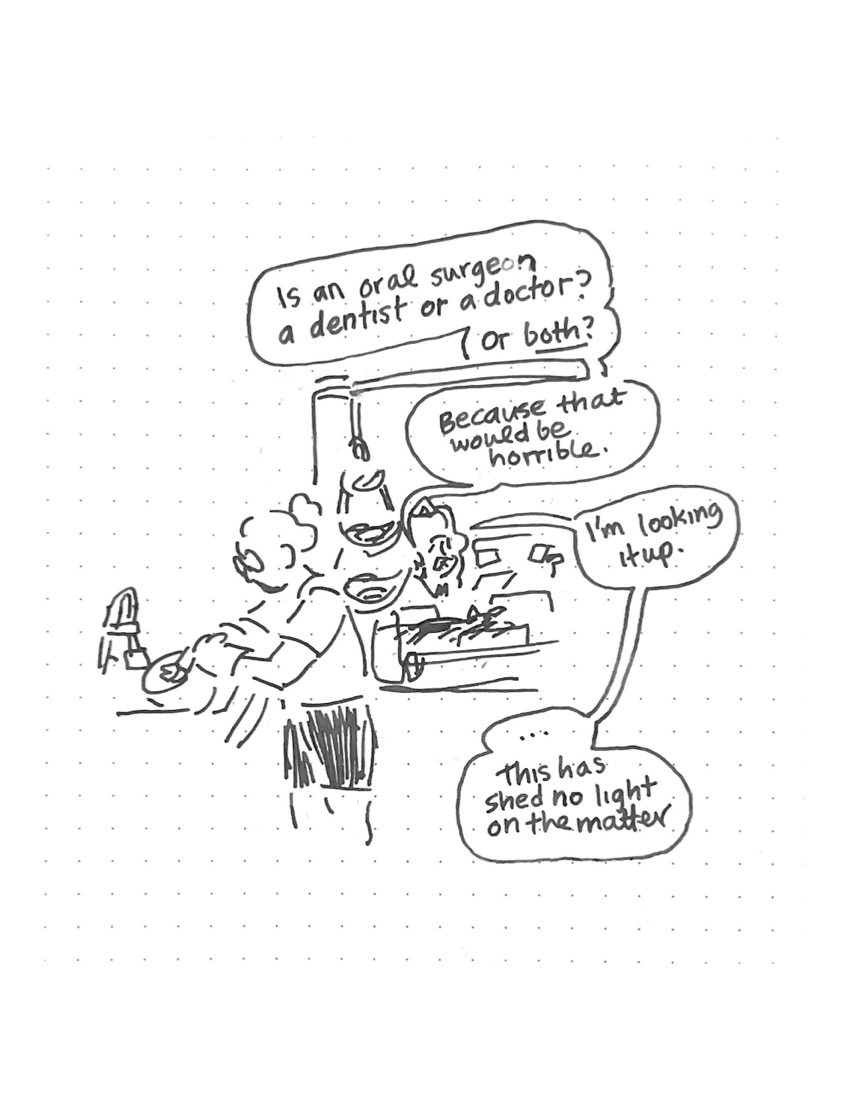 Is an oral surgeon
a dentist or a doctor?
Or both?
Because that
would be
horrible.
I'm looking
it up.
...
This has
shed no light
on the matter